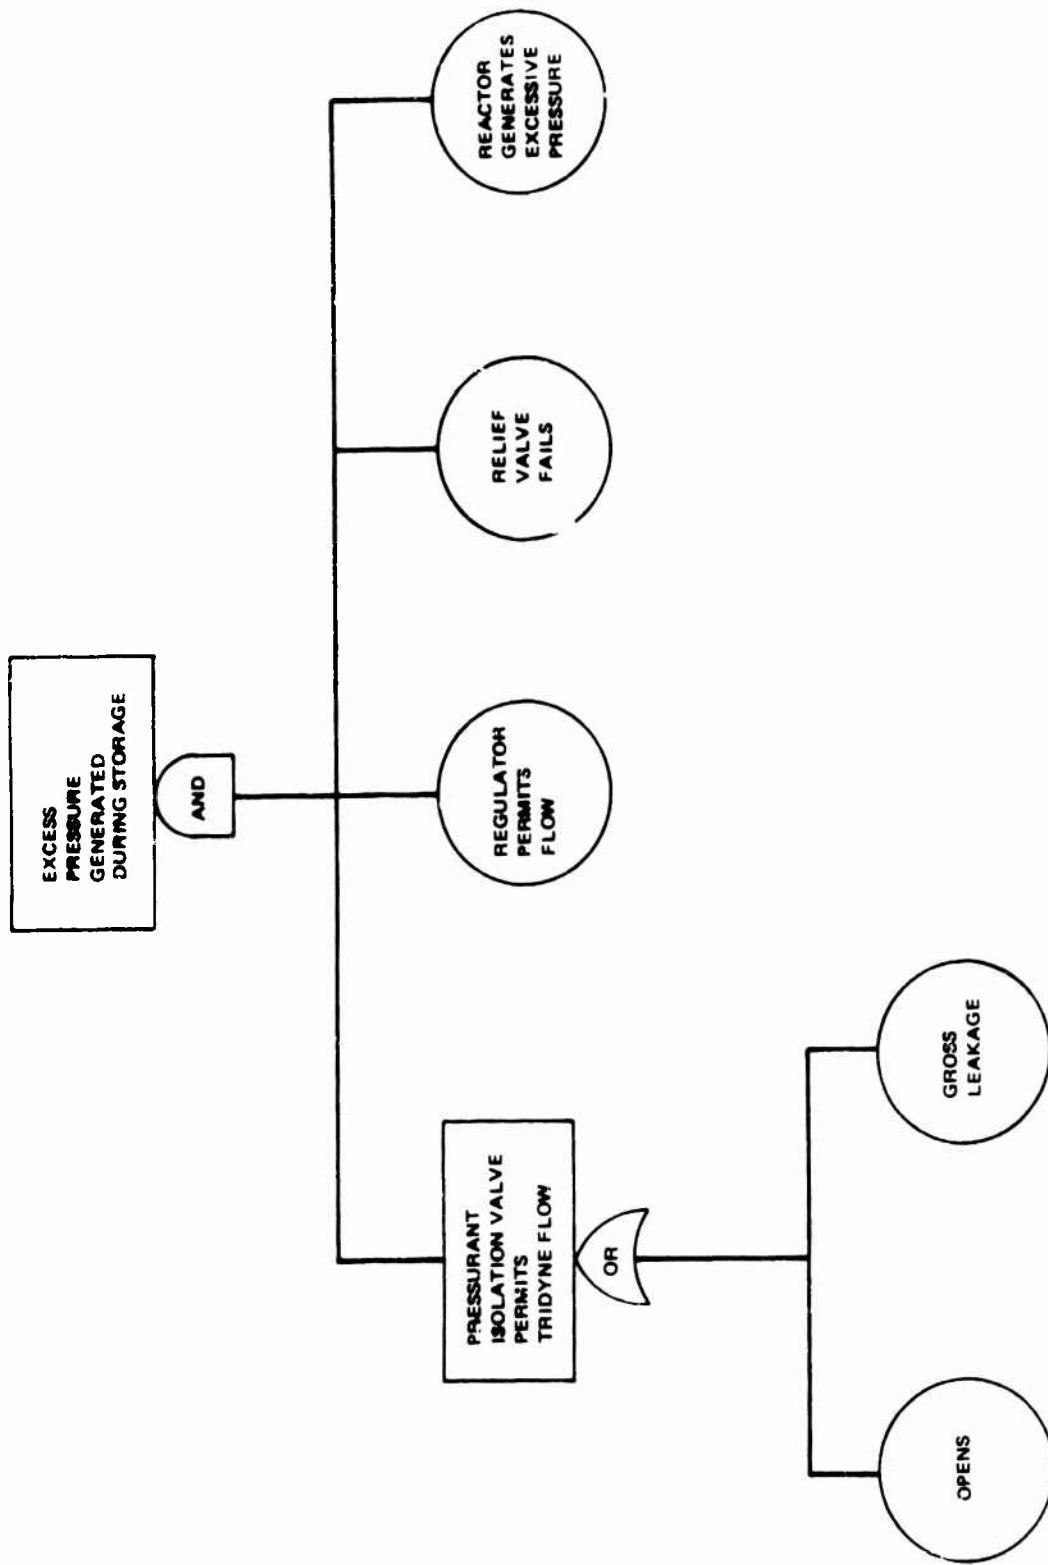 EXCESS
PRESSURE
GENERATED
DURING STORAGE
AND
PRESSURANT
ISOLATION VALVE
PERMITS
TRIDYNE FLOW
REGULATOR
PERMITS
FLOW
RELIEF
VALVE
FAILS
REACTOR
GENERATES
EXCESSIVE
PRESSURE
OR
OPENS
GROSS
LEAKAGE